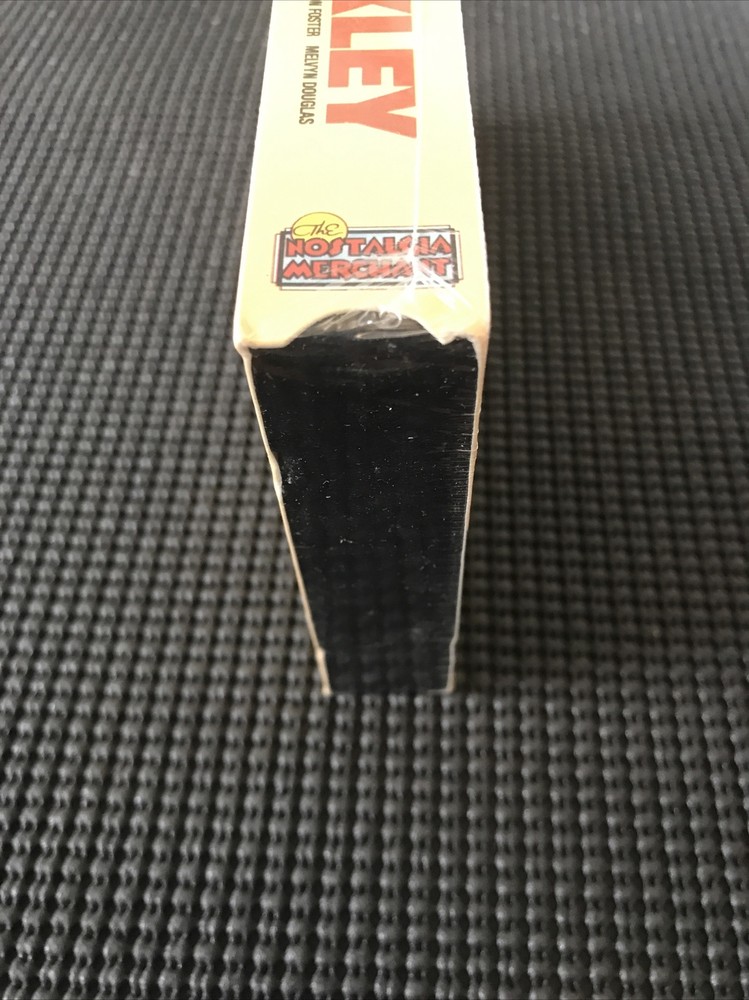 KLEY
N FOSTER MELVYN DOUGLAS
The
NOSTALGIA
MERCHANT